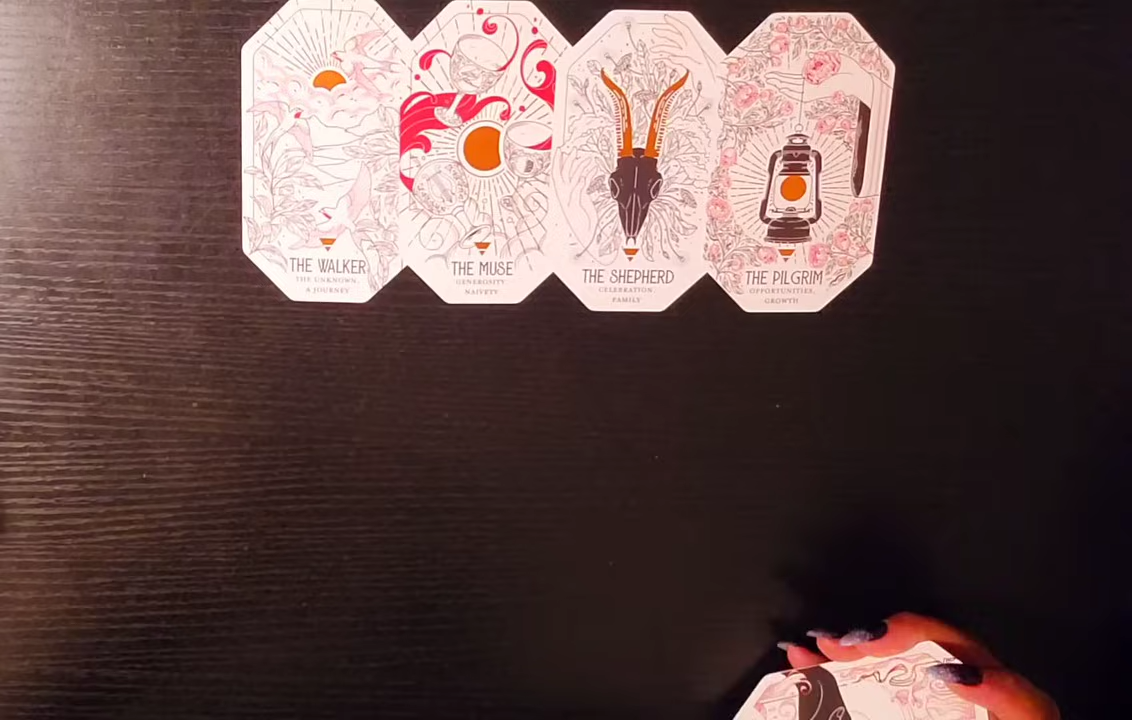 THE WALKER
THE UNKNOWN,
A JOURNEY
THE MUSE
GENEROSITY,
NAIVETY
THE SHEPHERD
CELEBRATION,
FAMILY
THE PILGRIM
OPPORTUNITIES,
GROWTH